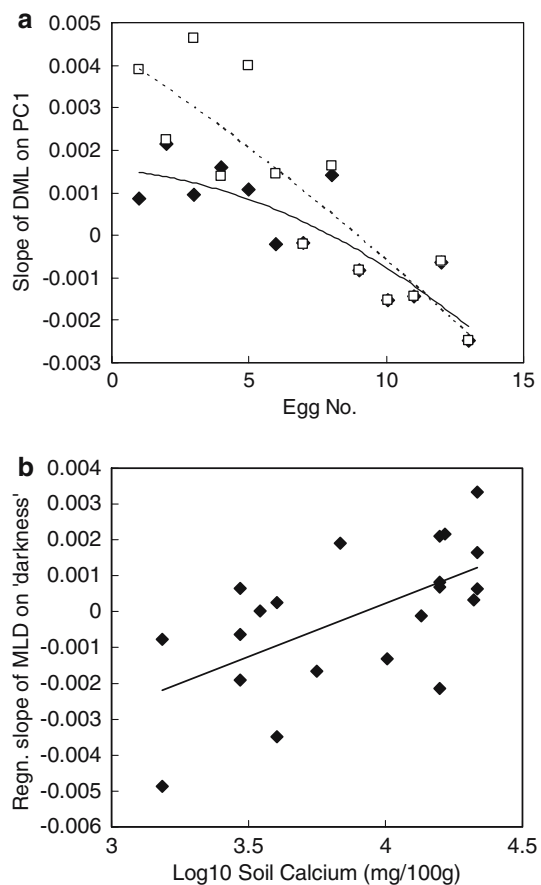 a
0.005
0.004
0.003
0.002
0.001
0
-0.001
-0.002
-0.003
Slope of DML on PC1
0 5 10 15
Egg No.
b
0.004
0.003
0.002
0.001
0
-0.001
-0.002
-0.003
-0.004
-0.005
-0.006
Regn. slope of MLD on 'darkness'
3 3.5 4 4.5
Log10 Soil Calcium (mg/100g)